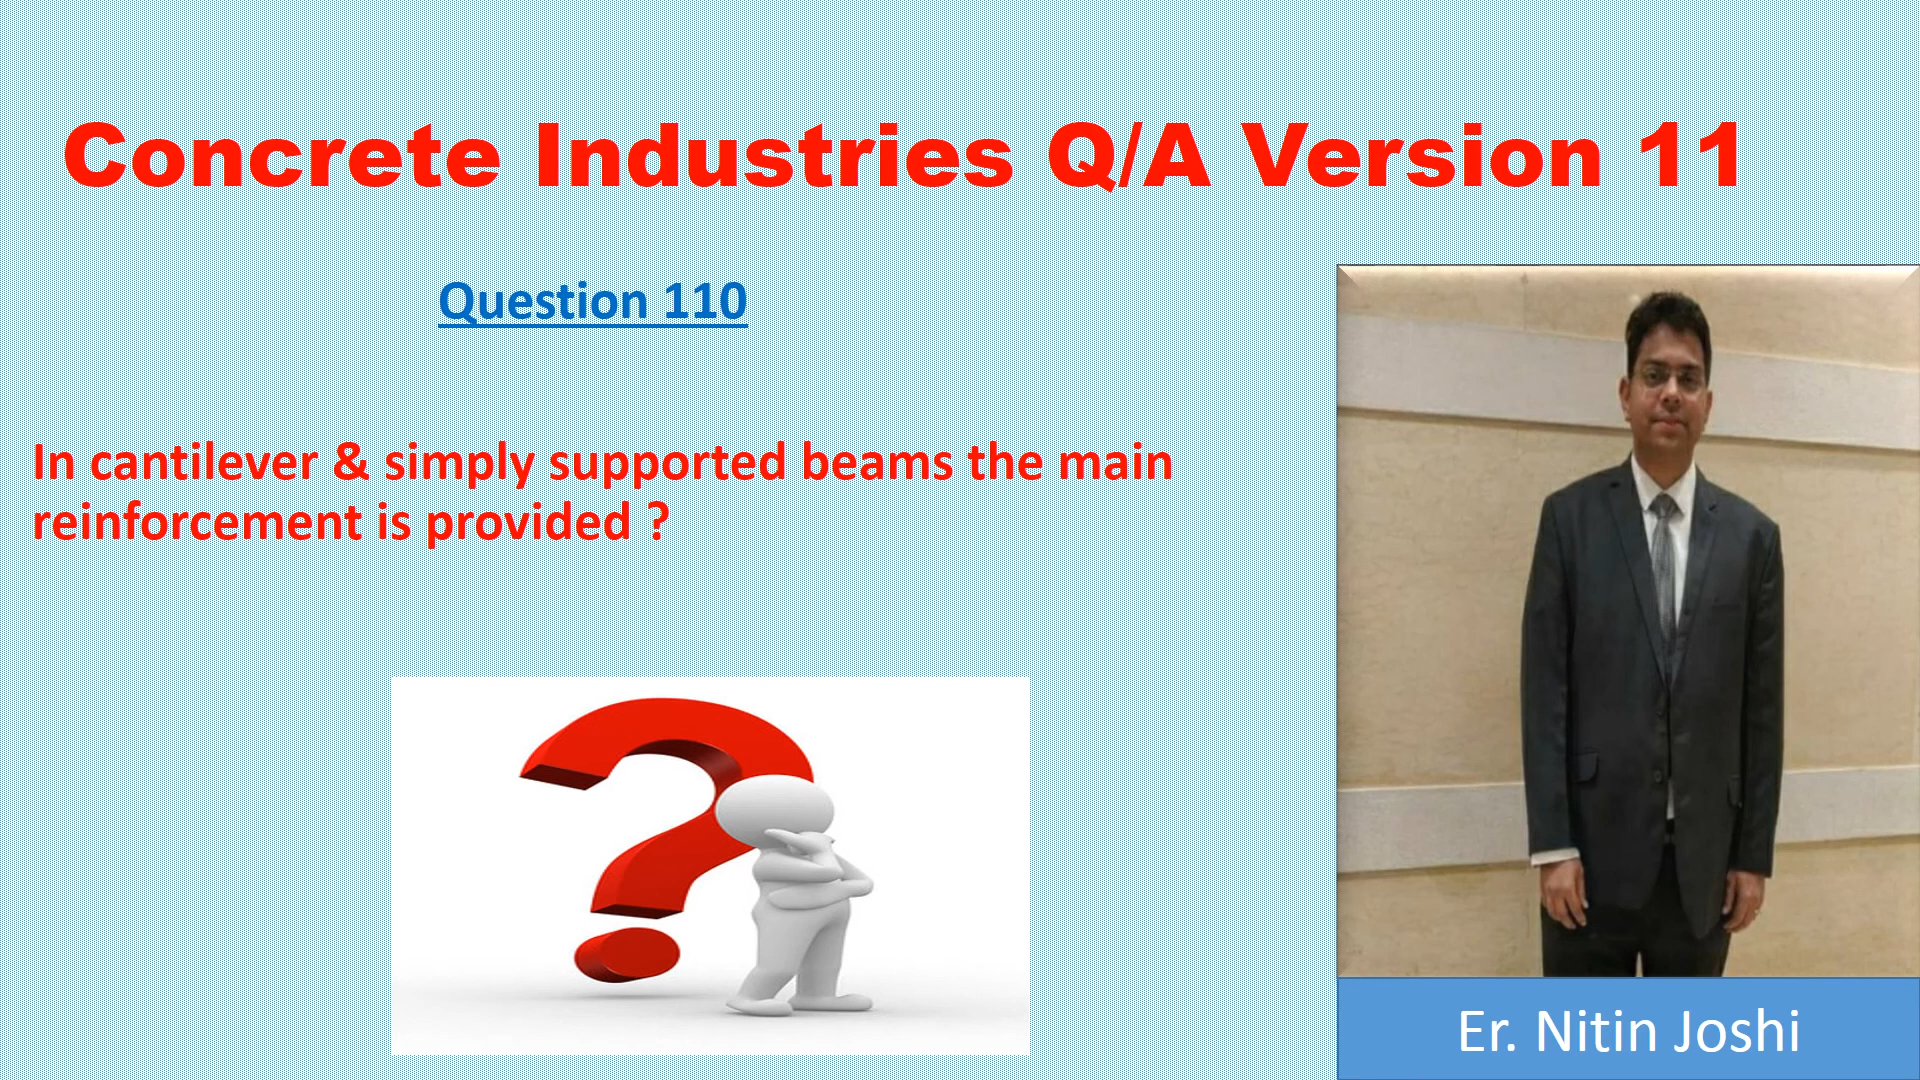 Concrete Industries Q/A Version 11
Question 110
In cantilever & simply supported beams the main
reinforcement is provided ?
Er. Nitin Joshi